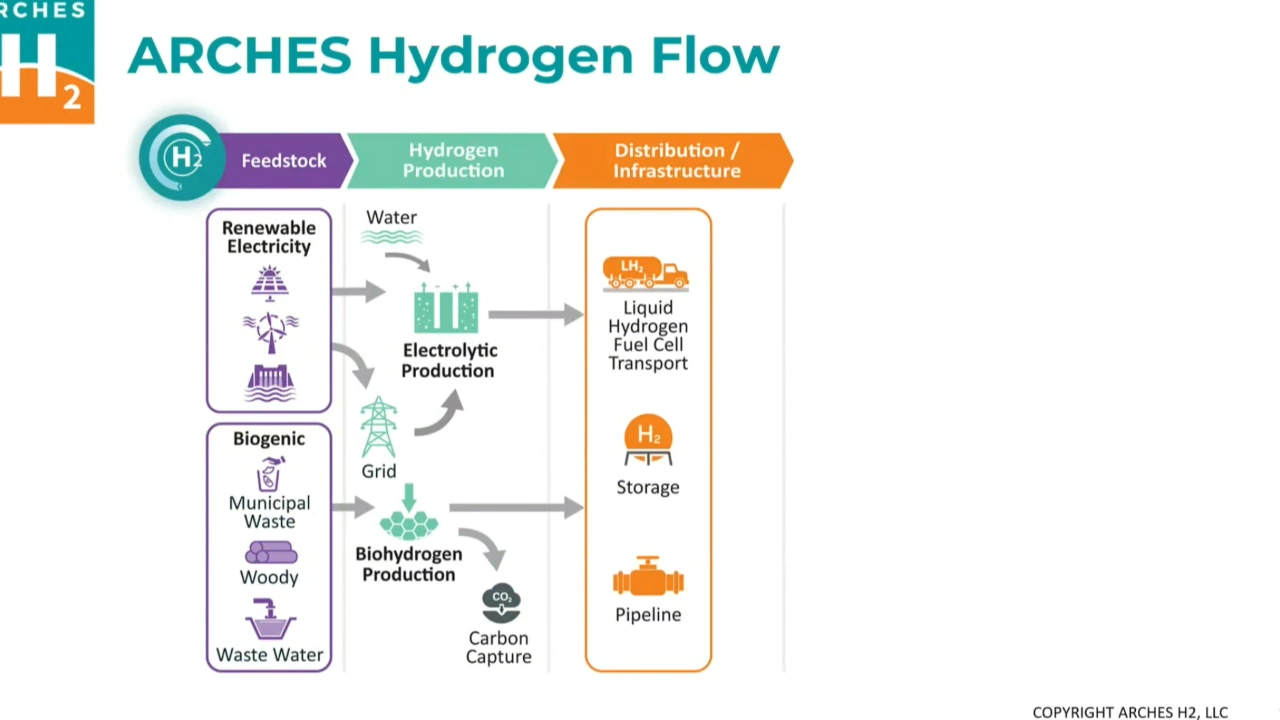 ARCHES
H2
ARCHES Hydrogen Flow
H2
Feedstock
Hydrogen
Production
Distribution /
Infrastructure
Renewable
Electricity
Water
Electrolytic
Production
Grid
Biogenic
Municipal
Waste
Woody
Waste Water
Biohydrogen
Production
CO2
Carbon
Capture
LH2
Liquid
Hydrogen
Fuel Cell
Transport
H2
Storage
Pipeline
COPYRIGHT ARCHES H2, LLC